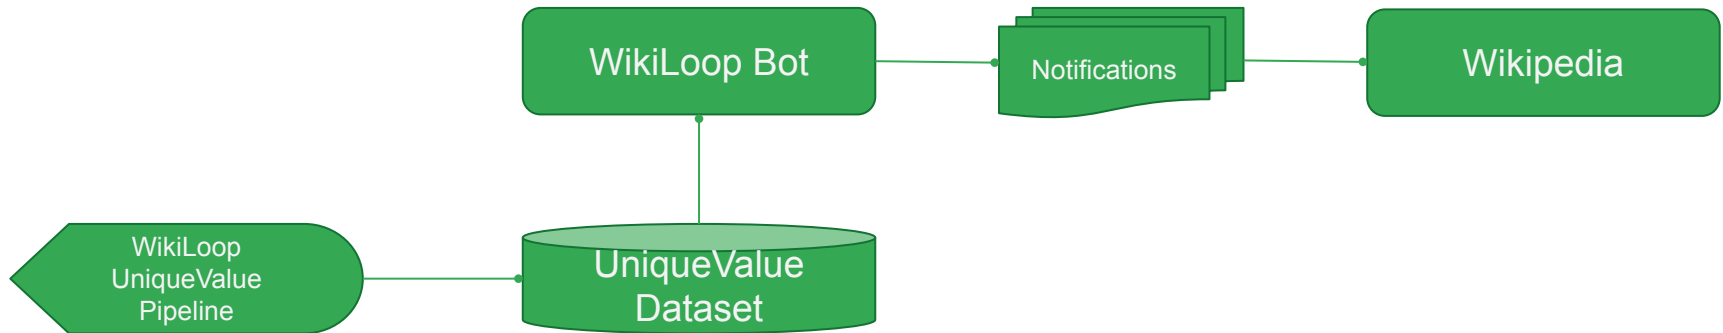 WikiLoop Bot
Notifications
Wikipedia
WikiLoop
UniqueValue
Pipeline
UniqueValue
Dataset